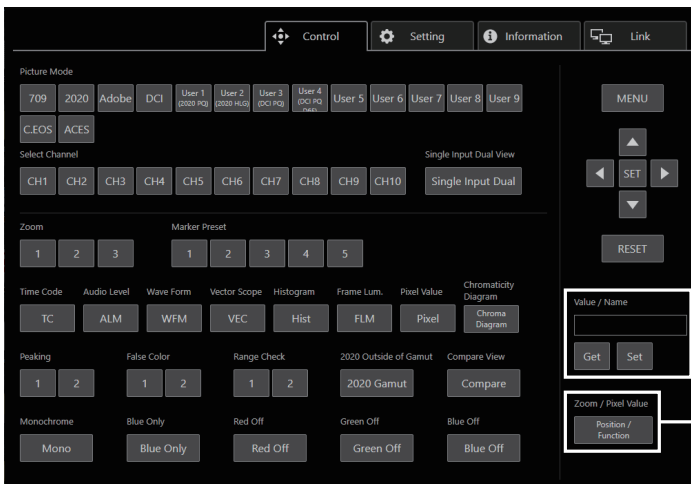 Control Setting Information Link
Picture Mode
709 2020 Adobe DCI User 1 (2020 PQ) User 2 (2020 HLG) User 3 (DCI PQ) User 4 (DCI PQ User 5 User 6 User 7 User 8 User 9
C.EOS ACES
MENU
Select Channel Single Input Dual View
CH1 CH2 CH3 CH4 CH5 CH6 CH7 CH8 CH9 CH10 Single Input Dual
SET
Zoom Marker Preset
1 2 3 1 2 3 4 5
RESET
Time Code Audio Level Wave Form Vector Scope Histogram Frame Lum. Pixel Value Chromaticity Diagram
TC ALM WFM VEC Hist FLM Pixel Chroma Diagram
Value / Name
Get Set
Peaking False Color Range Check 2020 Outside of Gamut Compare View
1 2 1 2 1 2 2020 Gamut Compare
Zoom / Pixel Value
Position /
Function
Monochrome Blue Only Red Off Green Off Blue Off
Mono Blue Only Red Off Green Off Blue Off